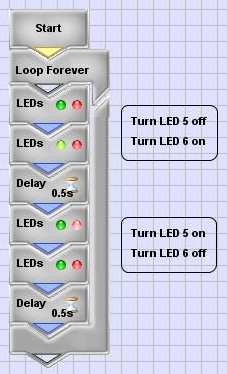 Start
Loop Forever
LEDs
Turn LED 5 off
LEDs
Turn LED 6 on
Delay
0.5s
LEDs
Turn LED 5 on
LEDs
Turn LED 6 off
Delay
0.5s